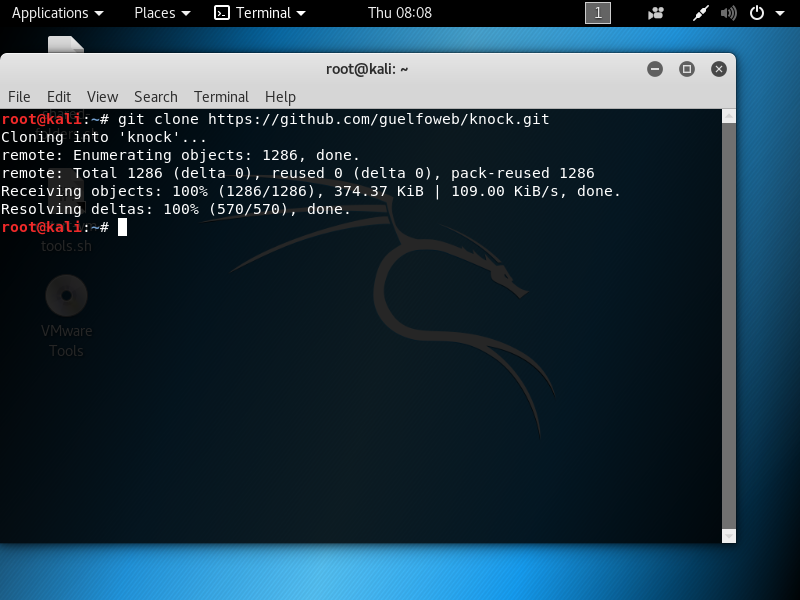 Applications Places Terminal Thu 08:08 1
root@kali: ~
File Edit View Search Terminal Help
root@kali:~# git clone https://github.com/guelfoweb/knock.git
Cloning into 'knock'...
remote: Enumerating objects: 1286, done.
remote: Total 1286 (delta 0), reused 0 (delta 0), pack-reused 1286
Receiving objects: 100% (1286/1286), 374.37 KiB | 109.00 KiB/s, done.
Resolving deltas: 100% (570/570), done.
root@kali:~#
tools.sh
VMware
Tools